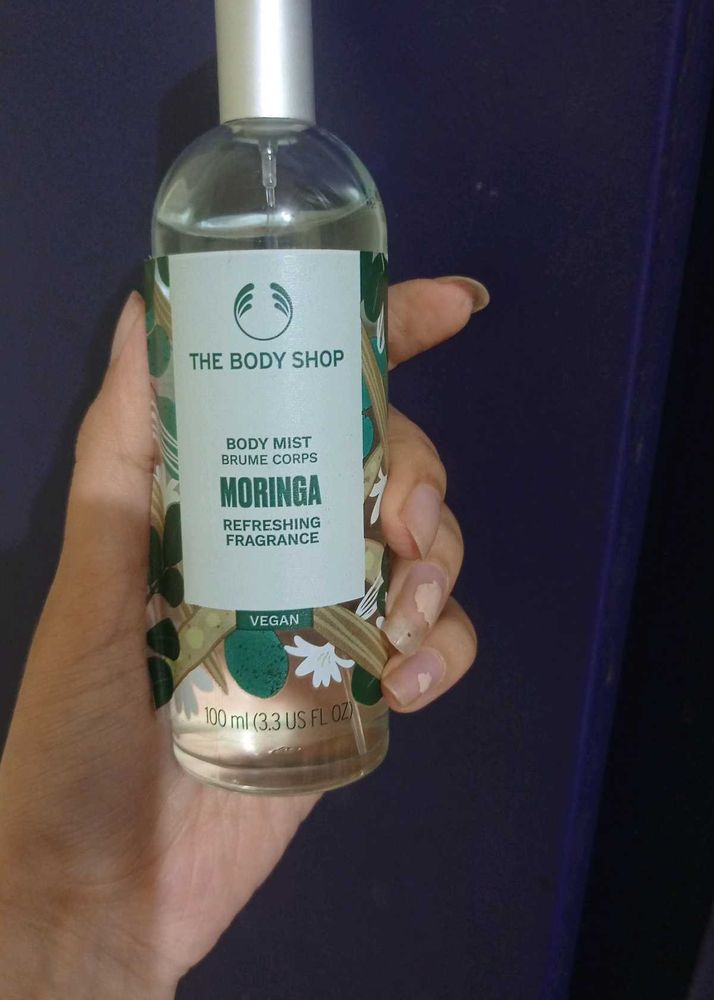 THE BODY SHOP
BODY MIST
BRUME CORPS
MORINGA
REFRESHING
FRAGRANCE
VEGAN
100 ml (3.3 US FL OZ)